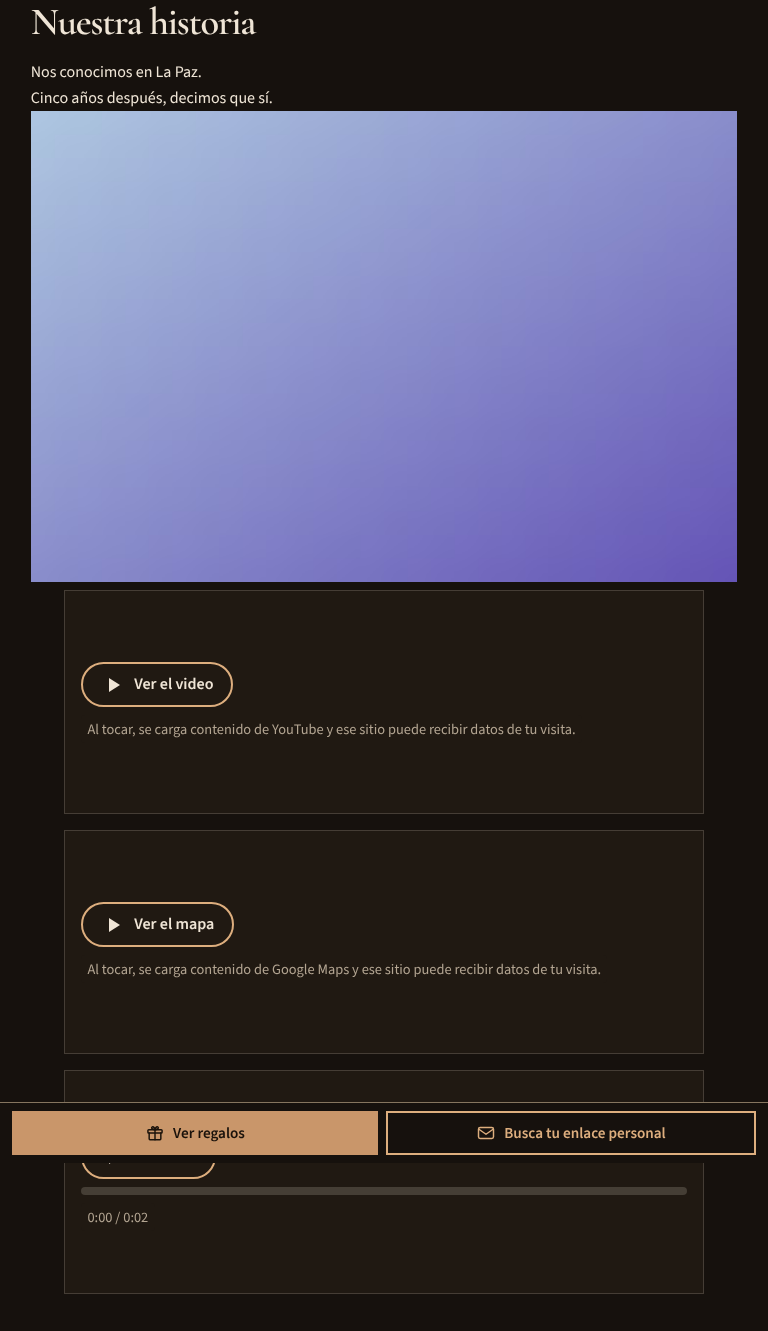 Nuestra historia
Nos conocimos en La Paz.
Cinco años después, decimos que sí.
Ver el video
Al tocar, se carga contenido de YouTube y ese sitio puede recibir datos de tu visita.
Ver el mapa
Al tocar, se carga contenido de Google Maps y ese sitio puede recibir datos de tu visita.
Ver regalos
Busca tu enlace personal
0:00 / 0:02